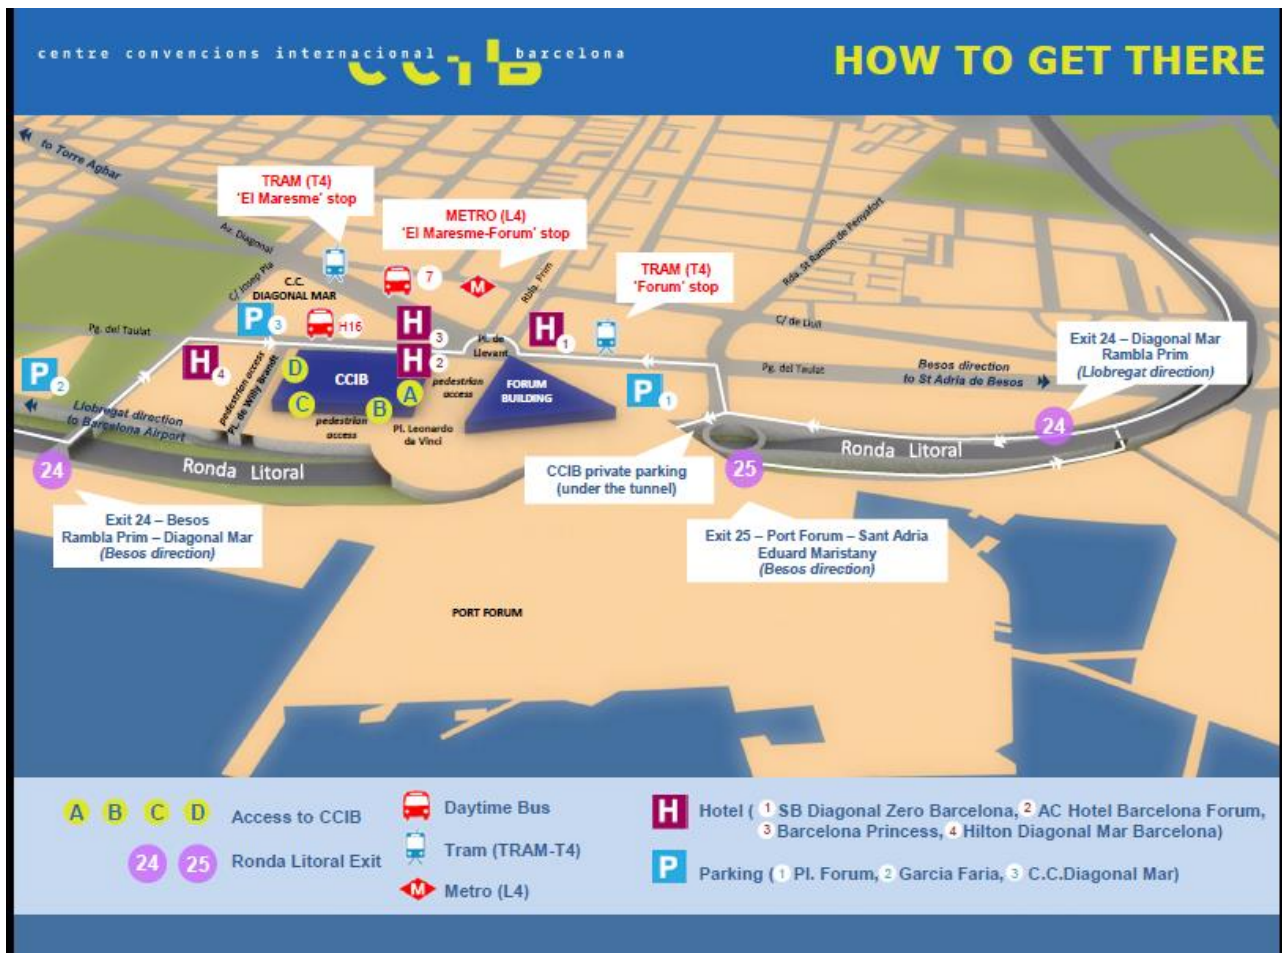 centre convencions internacional barcelona
ccib
HOW TO GET THERE
to Torre Agbar
TRAM (T4)
'El Maresme' stop
METRO (L4)
'El Maresme-Forum' stop
TRAM (T4)
'Forum' stop
Av. Diagonal
C/ Josep Pla
C.C.
DIAGONAL MAR
7
M
Rbla. Prim
Rda. St Ramon de Penyafort
C/ de Llull
Pg. del Taulat
P 3
H16
H 3
H 1
Pl. de
Llevant
H 4
H 2
P 2
P 1
Pg. del Taulat
Besos direction
to St Adria de Besos
Exit 24 – Diagonal Mar
Rambla Prim
(Llobregat direction)
pedestrian access
Pl. de Willy Brandt
D
CCIB
A
C
B
pedestrian
access
FORUM
BUILDING
pedestrian
access
Pl. Leonardo
da Vinci
Llobregat direction
to Barcelona Airport
24
Ronda Litoral
24
Ronda Litoral
CCIB private parking
(under the tunnel)
25
Exit 24 – Besos
Rambla Prim – Diagonal Mar
(Besos direction)
Exit 25 – Port Forum – Sant Adria
Eduard Maristany
(Besos direction)
PORT FORUM
A B C D Access to CCIB
24 25 Ronda Litoral Exit
Daytime Bus
Tram (TRAM-T4)
M Metro (L4)
H Hotel ( 1 SB Diagonal Zero Barcelona, 2 AC Hotel Barcelona Forum,
3 Barcelona Princess, 4 Hilton Diagonal Mar Barcelona)
P Parking ( 1 Pl. Forum, 2 Garcia Faria, 3 C.C.Diagonal Mar)